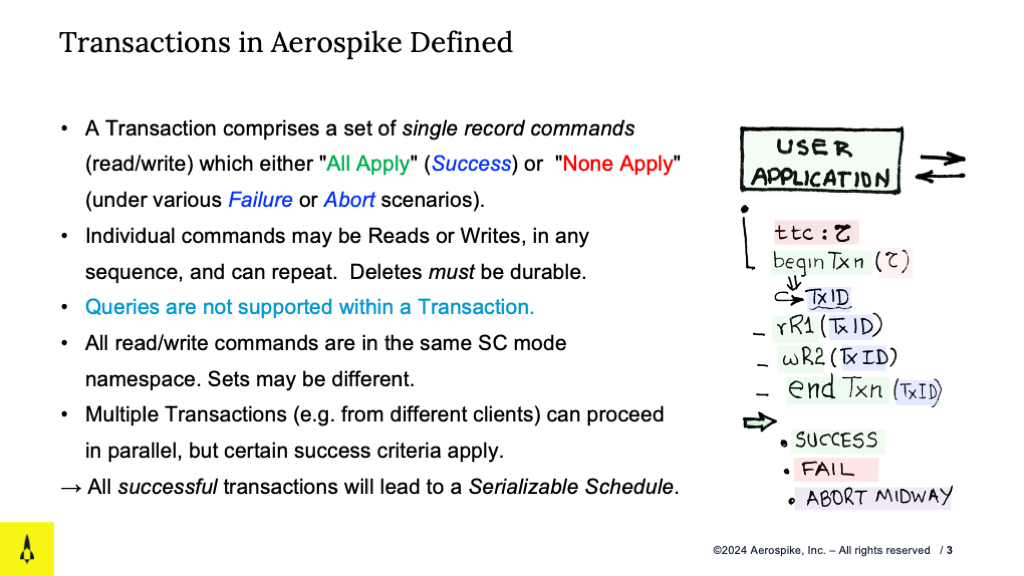 Transactions in Aerospike Defined
• A Transaction comprises a set of single record commands
(read/write) which either "All Apply" (Success) or "None Apply"
(under various Failure or Abort scenarios).
• Individual commands may be Reads or Writes, in any
sequence, and can repeat. Deletes must be durable.
• Queries are not supported within a Transaction.
• All read/write commands are in the same SC mode
namespace. Sets may be different.
• Multiple Transactions (e.g. from different clients) can proceed
in parallel, but certain success criteria apply.
→ All successful transactions will lead to a Serializable Schedule.
USER
APPLICATION
ttc : τ
begin Txn (τ)
TxID
– rR1 (TxID)
– wR2 (TxID)
– end Txn (TxID)
• SUCCESS
• FAIL
• ABORT MIDWAY
©2024 Aerospike, Inc. – All rights reserved / 3